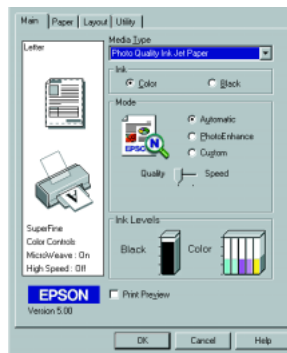 Main Paper Layout Utility
Letter
Media Type
Photo Quality Ink Jet Paper
Ink
Color Black
Mode
Automatic
PhotoEnhance
Custom
EPSO N
Quality Speed
Ink Levels
Black Color
SuperFine
Color Controls
MicroWeave : On
High Speed : Off
EPSON
Version 5.00
Print Preview
OK Cancel Help